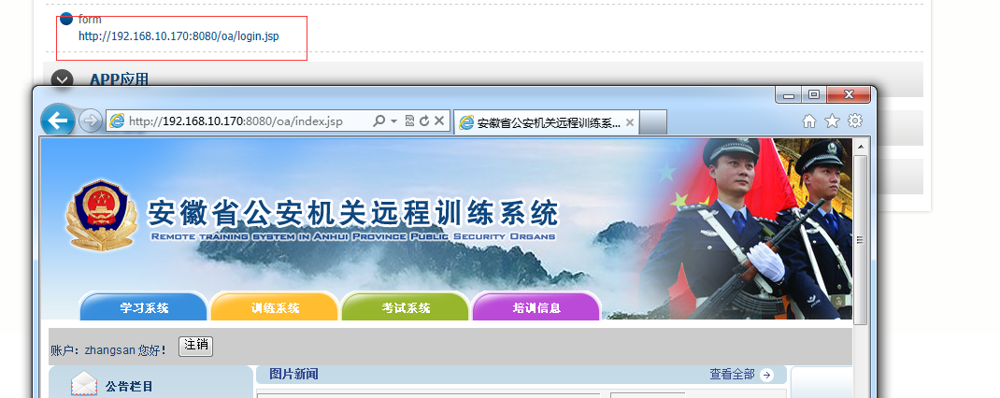 form
http://192.168.10.170:8080/oa/login.jsp
APP应用
http://192.168.10.170:8080/oa/index.jsp
安徽省公安机关远程训练系...
安徽省公安机关远程训练系统
REMOTE TRAINING SYSTEM IN ANHUI PROVINCE PUBLIC SECURITY ORGANS
学习系统 训练系统 考试系统 培训信息
账户：zhangsan 您好！ 注销
公告栏目 图片新闻 查看全部